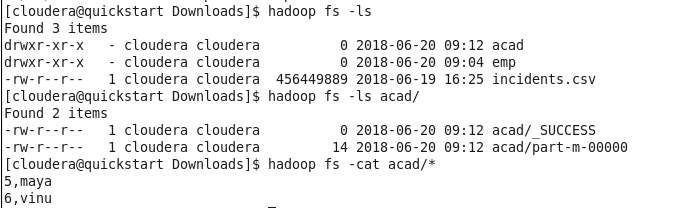 [cloudera@quickstart Downloads]$ hadoop fs -ls
Found 3 items
drwxr-xr-x   - cloudera cloudera          0 2018-06-20 09:12 acad
drwxr-xr-x   - cloudera cloudera          0 2018-06-20 09:04 emp
-rw-r--r--   1 cloudera cloudera  456449889 2018-06-19 16:25 incidents.csv
[cloudera@quickstart Downloads]$ hadoop fs -ls acad/
Found 2 items
-rw-r--r--   1 cloudera cloudera          0 2018-06-20 09:12 acad/_SUCCESS
-rw-r--r--   1 cloudera cloudera         14 2018-06-20 09:12 acad/part-m-00000
[cloudera@quickstart Downloads]$ hadoop fs -cat acad/*
5,maya
6,vinu